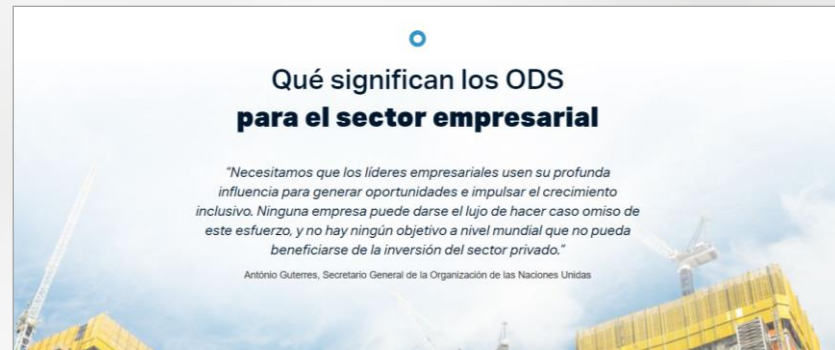 Qué significan los ODS
para el sector empresarial
"Necesitamos que los líderes empresariales usen su profunda
influencia para generar oportunidades e impulsar el crecimiento
inclusivo. Ninguna empresa puede darse el lujo de hacer caso omiso de
este esfuerzo, y no hay ningún objetivo a nivel mundial que no pueda
beneficiarse de la inversión del sector privado."
António Guterres, Secretario General de la Organización de las Naciones Unidas